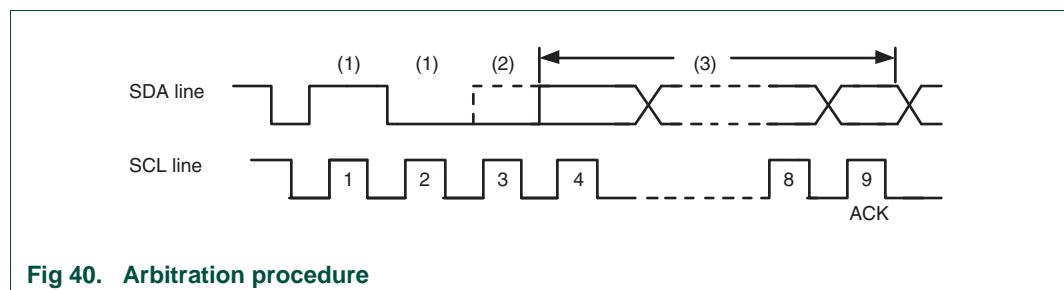 (1) (1) (2) (3)
SDA line
SCL line
1 2 3 4 8 9
ACK
Fig 40. Arbitration procedure